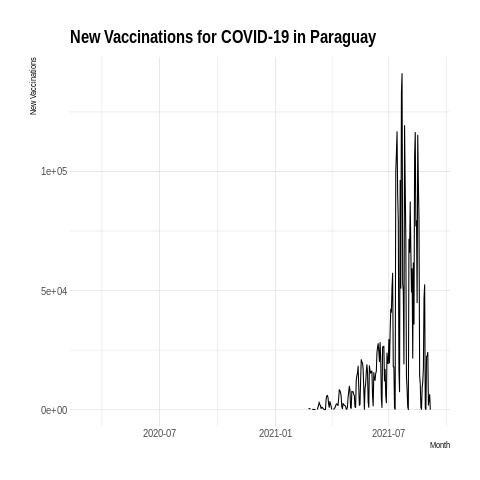 New Vaccinations for COVID-19 in Paraguay
New Vaccinations
1e+05
5e+04
0e+00
2020-07 2021-01 2021-07
Month